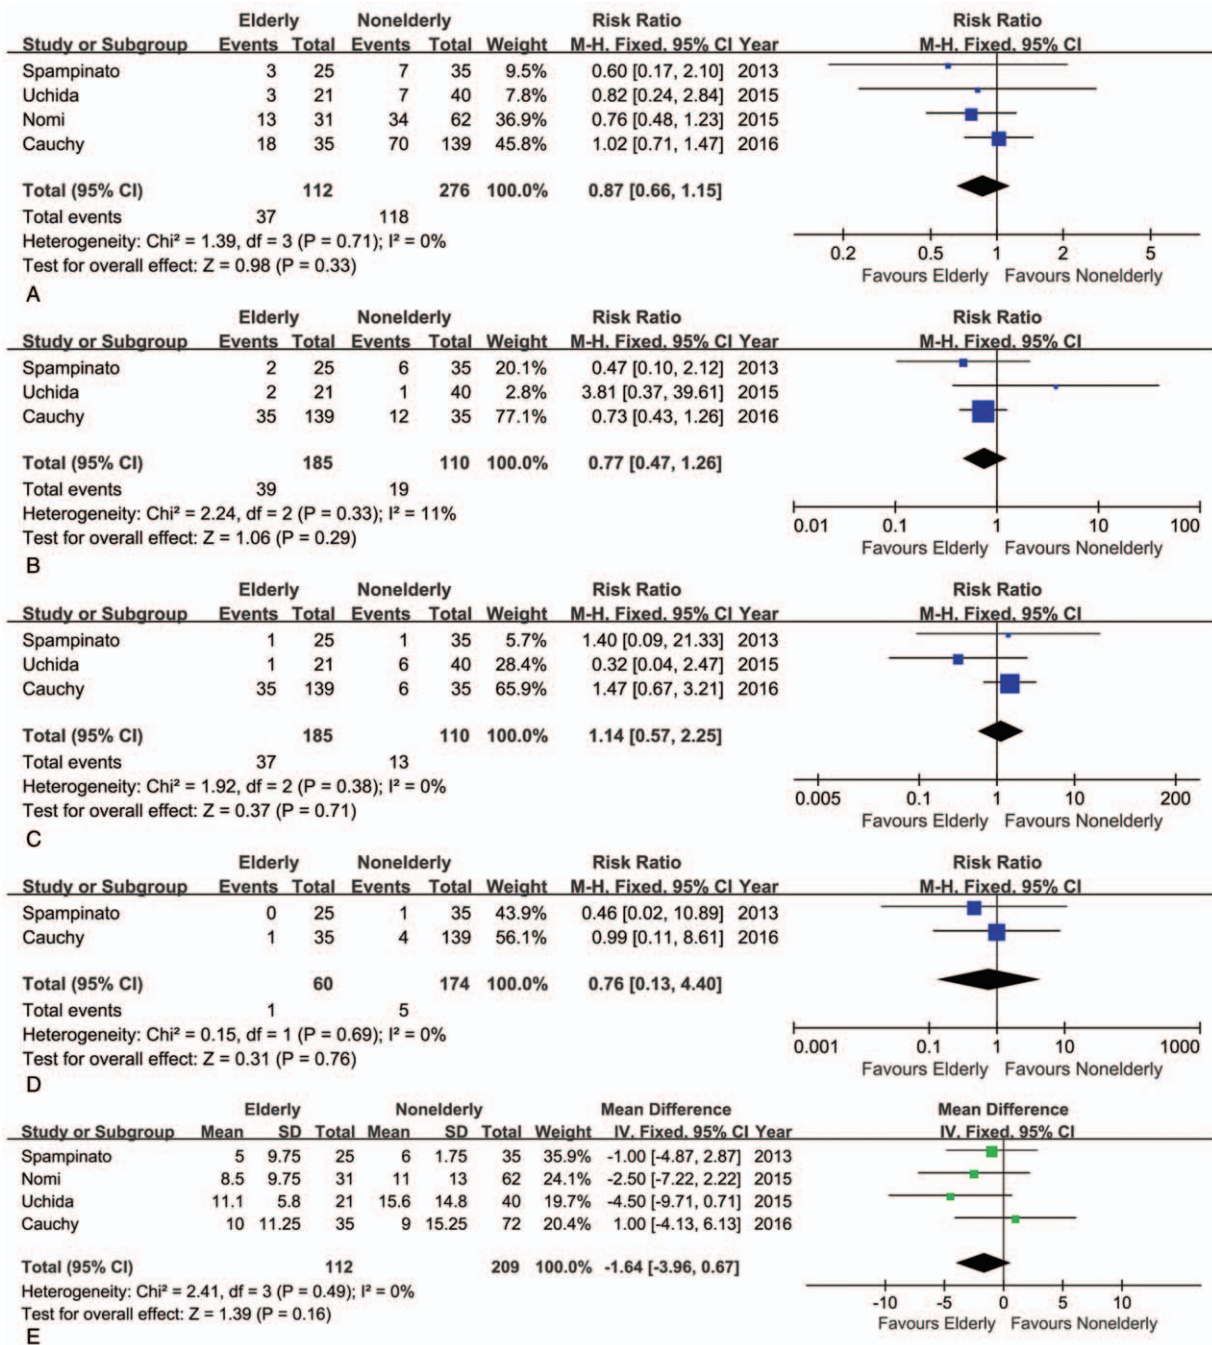 Elderly Nonelderly Risk Ratio Risk Ratio
Study or Subgroup Events Total Events Total Weight M-H. Fixed. 95% CI Year M-H. Fixed. 95% CI
Spampinato 3 25 7 35 9.5% 0.60 [0.17, 2.10] 2013
Uchida 3 21 7 40 7.8% 0.82 [0.24, 2.84] 2015
Nomi 13 31 34 62 36.9% 0.76 [0.48, 1.23] 2015
Cauchy 18 35 70 139 45.8% 1.02 [0.71, 1.47] 2016
Total (95% CI) 112 276 100.0% 0.87 [0.66, 1.15]
Total events 37 118
Heterogeneity: Chi² = 1.39, df = 3 (P = 0.71); I² = 0%
Test for overall effect: Z = 0.98 (P = 0.33)
0.2 0.5 1 2 5
Favours Elderly Favours Nonelderly
A
Elderly Nonelderly Risk Ratio Risk Ratio
Study or Subgroup Events Total Events Total Weight M-H. Fixed. 95% CI Year M-H. Fixed. 95% CI
Spampinato 2 25 6 35 20.1% 0.47 [0.10, 2.12] 2013
Uchida 2 21 1 40 2.8% 3.81 [0.37, 39.61] 2015
Cauchy 35 139 12 35 77.1% 0.73 [0.43, 1.26] 2016
Total (95% CI) 185 110 100.0% 0.77 [0.47, 1.26]
Total events 39 19
Heterogeneity: Chi² = 2.24, df = 2 (P = 0.33); I² = 11%
Test for overall effect: Z = 1.06 (P = 0.29)
0.01 0.1 1 10 100
Favours Elderly Favours Nonelderly
B
Elderly Nonelderly Risk Ratio Risk Ratio
Study or Subgroup Events Total Events Total Weight M-H. Fixed. 95% CI Year M-H. Fixed. 95% CI
Spampinato 1 25 1 35 5.7% 1.40 [0.09, 21.33] 2013
Uchida 1 21 6 40 28.4% 0.32 [0.04, 2.47] 2015
Cauchy 35 139 6 35 65.9% 1.47 [0.67, 3.21] 2016
Total (95% CI) 185 110 100.0% 1.14 [0.57, 2.25]
Total events 37 13
Heterogeneity: Chi² = 1.92, df = 2 (P = 0.38); I² = 0%
Test for overall effect: Z = 0.37 (P = 0.71)
0.005 0.1 1 10 200
Favours Elderly Favours Nonelderly
C
Elderly Nonelderly Risk Ratio Risk Ratio
Study or Subgroup Events Total Events Total Weight M-H. Fixed. 95% CI Year M-H. Fixed. 95% CI
Spampinato 0 25 1 35 43.9% 0.46 [0.02, 10.89] 2013
Cauchy 1 35 4 139 56.1% 0.99 [0.11, 8.61] 2016
Total (95% CI) 60 174 100.0% 0.76 [0.13, 4.40]
Total events 1 5
Heterogeneity: Chi² = 0.15, df = 1 (P = 0.69); I² = 0%
Test for overall effect: Z = 0.31 (P = 0.76)
0.001 0.1 1 10 1000
Favours Elderly Favours Nonelderly
D
Elderly Nonelderly Mean Difference Mean Difference
Study or Subgroup Mean SD Total Mean SD Total Weight IV. Fixed. 95% CI Year IV. Fixed. 95% CI
Spampinato 5 9.75 25 6 1.75 35 35.9% -1.00 [-4.87, 2.87] 2013
Nomi 8.5 9.75 31 11 13 62 24.1% -2.50 [-7.22, 2.22] 2015
Uchida 11.1 5.8 21 15.6 14.8 40 19.7% -4.50 [-9.71, 0.71] 2015
Cauchy 10 11.25 35 9 15.25 72 20.4% 1.00 [-4.13, 6.13] 2016
Total (95% CI) 112 209 100.0% -1.64 [-3.96, 0.67]
Heterogeneity: Chi² = 2.41, df = 3 (P = 0.49); I² = 0%
Test for overall effect: Z = 1.39 (P = 0.16)
-10 -5 0 5 10
Favours Elderly Favours Nonelderly
E